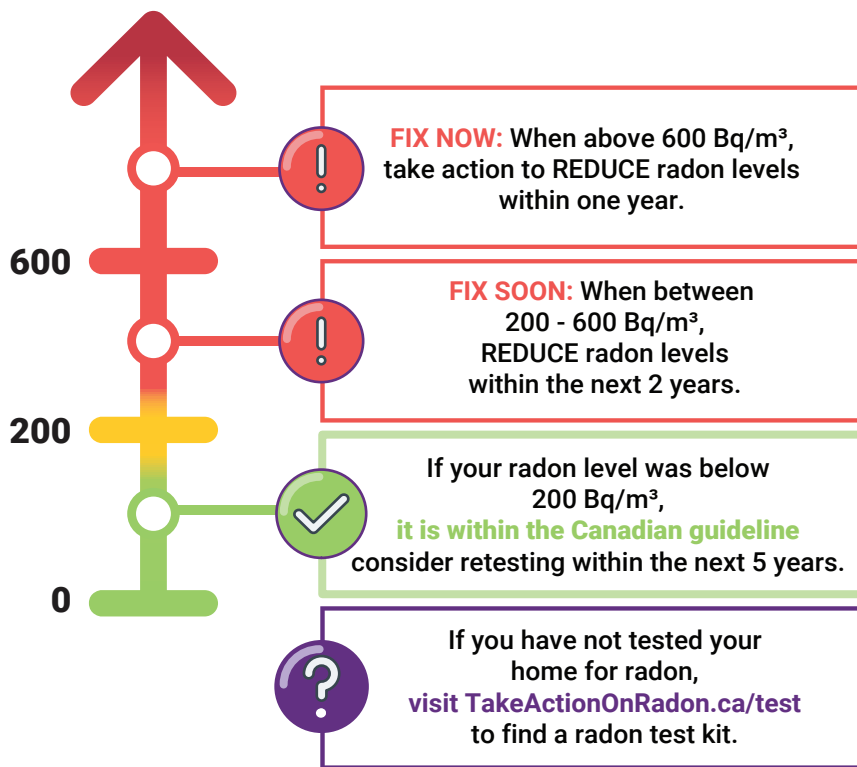 FIX NOW: When above 600 Bq/m³,
take action to REDUCE radon levels
within one year.
600
FIX SOON: When between
200 - 600 Bq/m³,
REDUCE radon levels
within the next 2 years.
200
If your radon level was below
200 Bq/m³,
it is within the Canadian guideline
consider retesting within the next 5 years.
0
If you have not tested your
home for radon,
visit TakeActionOnRadon.ca/test
to find a radon test kit.